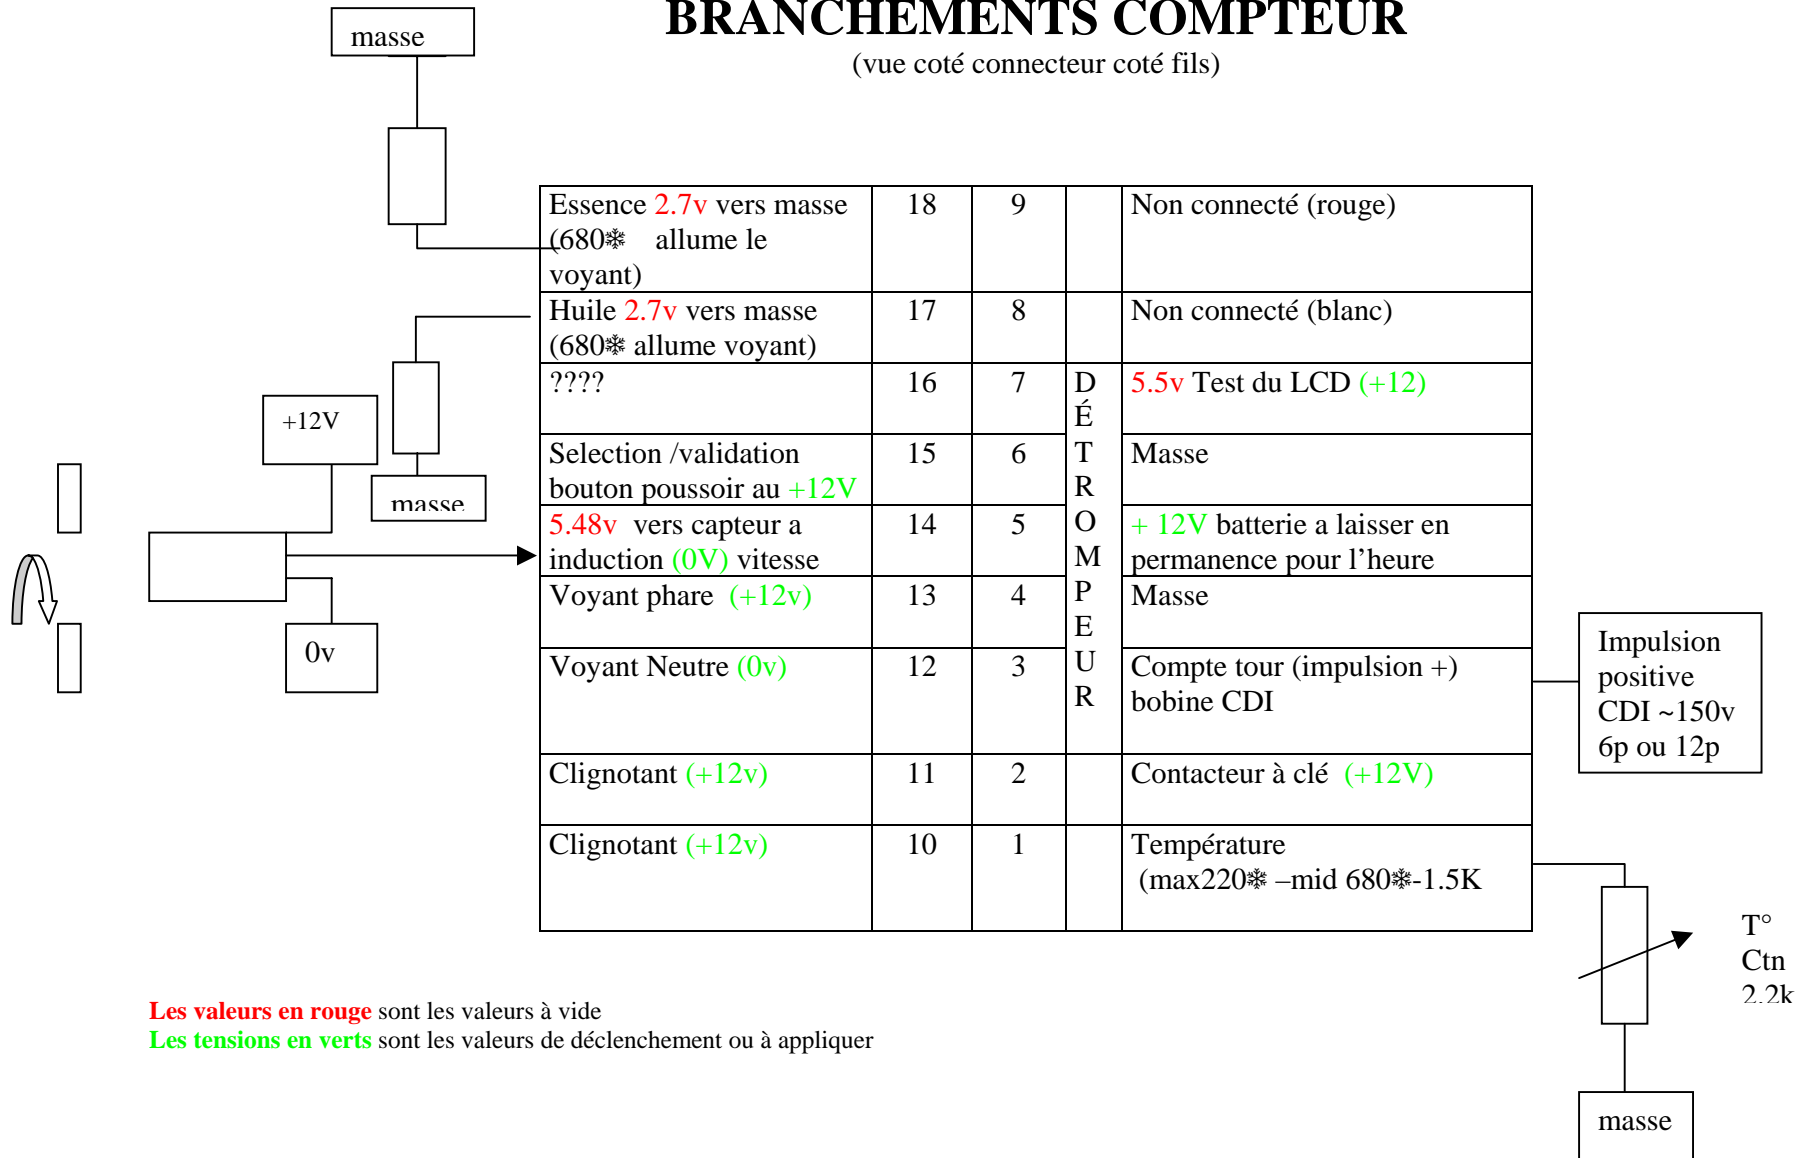 BRANCHEMENTS COMPTEUR
(vue coté connecteur coté fils)
masse
Essence 2.7v vers masse
(680❄ allume le
voyant)
18
9
Non connecté (rouge)
Huile 2.7v vers masse
(680❄ allume voyant)
17
8
Non connecté (blanc)
????
16
7
5.5v Test du LCD (+12)
Selection /validation
bouton poussoir au +12V
15
6
Masse
5.48v vers capteur a
induction (0V) vitesse
14
5
+ 12V batterie a laisser en
permanence pour l’heure
Voyant phare (+12v)
13
4
Masse
Voyant Neutre (0v)
12
3
Compte tour (impulsion +)
bobine CDI
Clignotant (+12v)
11
2
Contacteur à clé (+12V)
Clignotant (+12v)
10
1
Température
(max220❄ –mid 680❄-1.5K
D
É
T
R
O
M
P
E
U
R
+12V
masse
0v
Impulsion
positive
CDI ~150v
6p ou 12p
T°
Ctn
2.2k
masse
Les valeurs en rouge sont les valeurs à vide
Les tensions en verts sont les valeurs de déclenchement ou à appliquer